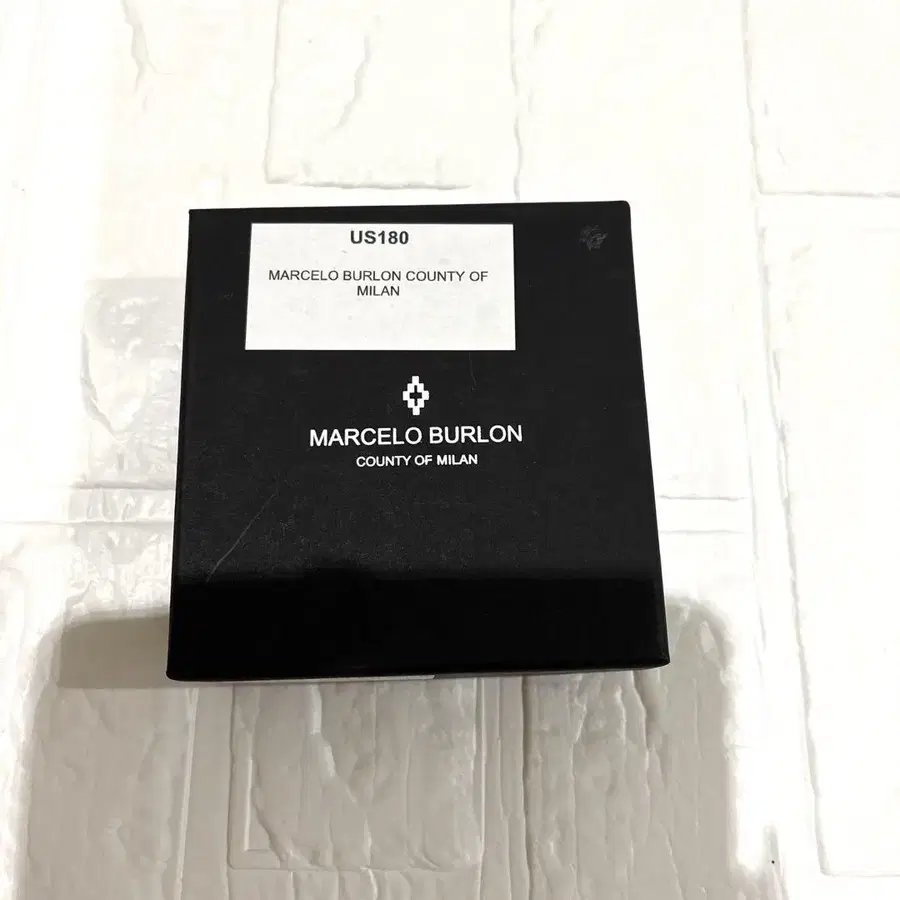 US180
MARCELO BURLON COUNTY OF
MILAN
MARCELO BURLON
COUNTY OF MILAN